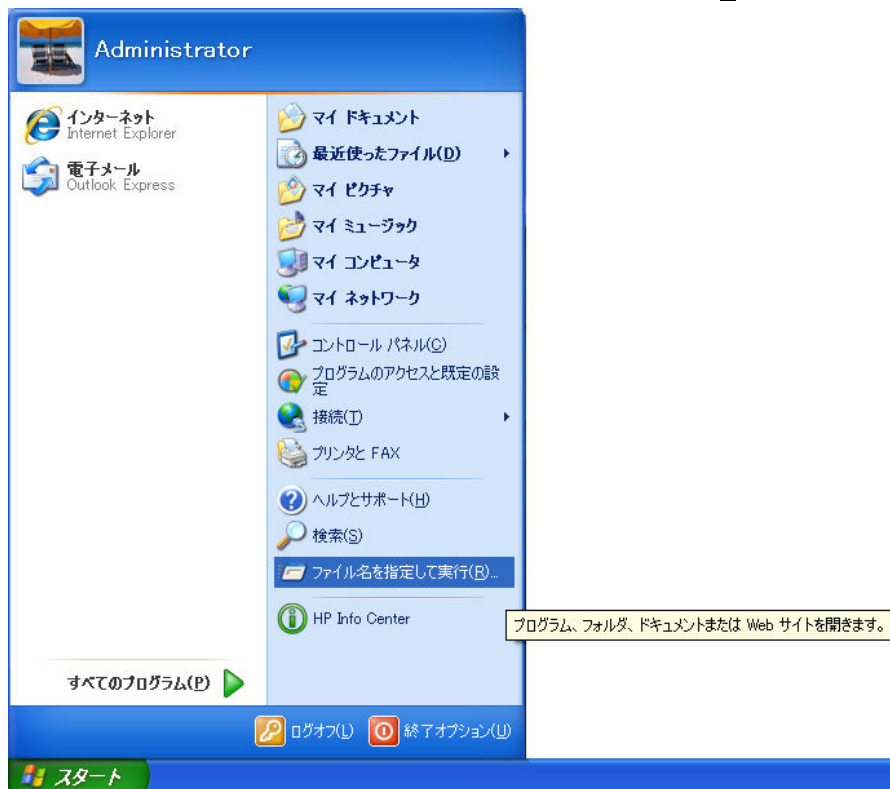 Administrator
インターネット
Internet Explorer
電子メール
Outlook Express
すべてのプログラム(P)
マイ ドキュメント
最近使ったファイル(D)
マイ ピクチャ
マイ ミュージック
マイ コンピュータ
マイ ネットワーク
コントロール パネル(C)
プログラムのアクセスと既定の設
定
接続(T)
プリンタと FAX
ヘルプとサポート(H)
検索(S)
ファイル名を指定して実行(R)...
HP Info Center
プログラム、フォルダ、ドキュメントまたは Web サイトを開きます。
ログオフ(L)
終了オプション(U)
スタート